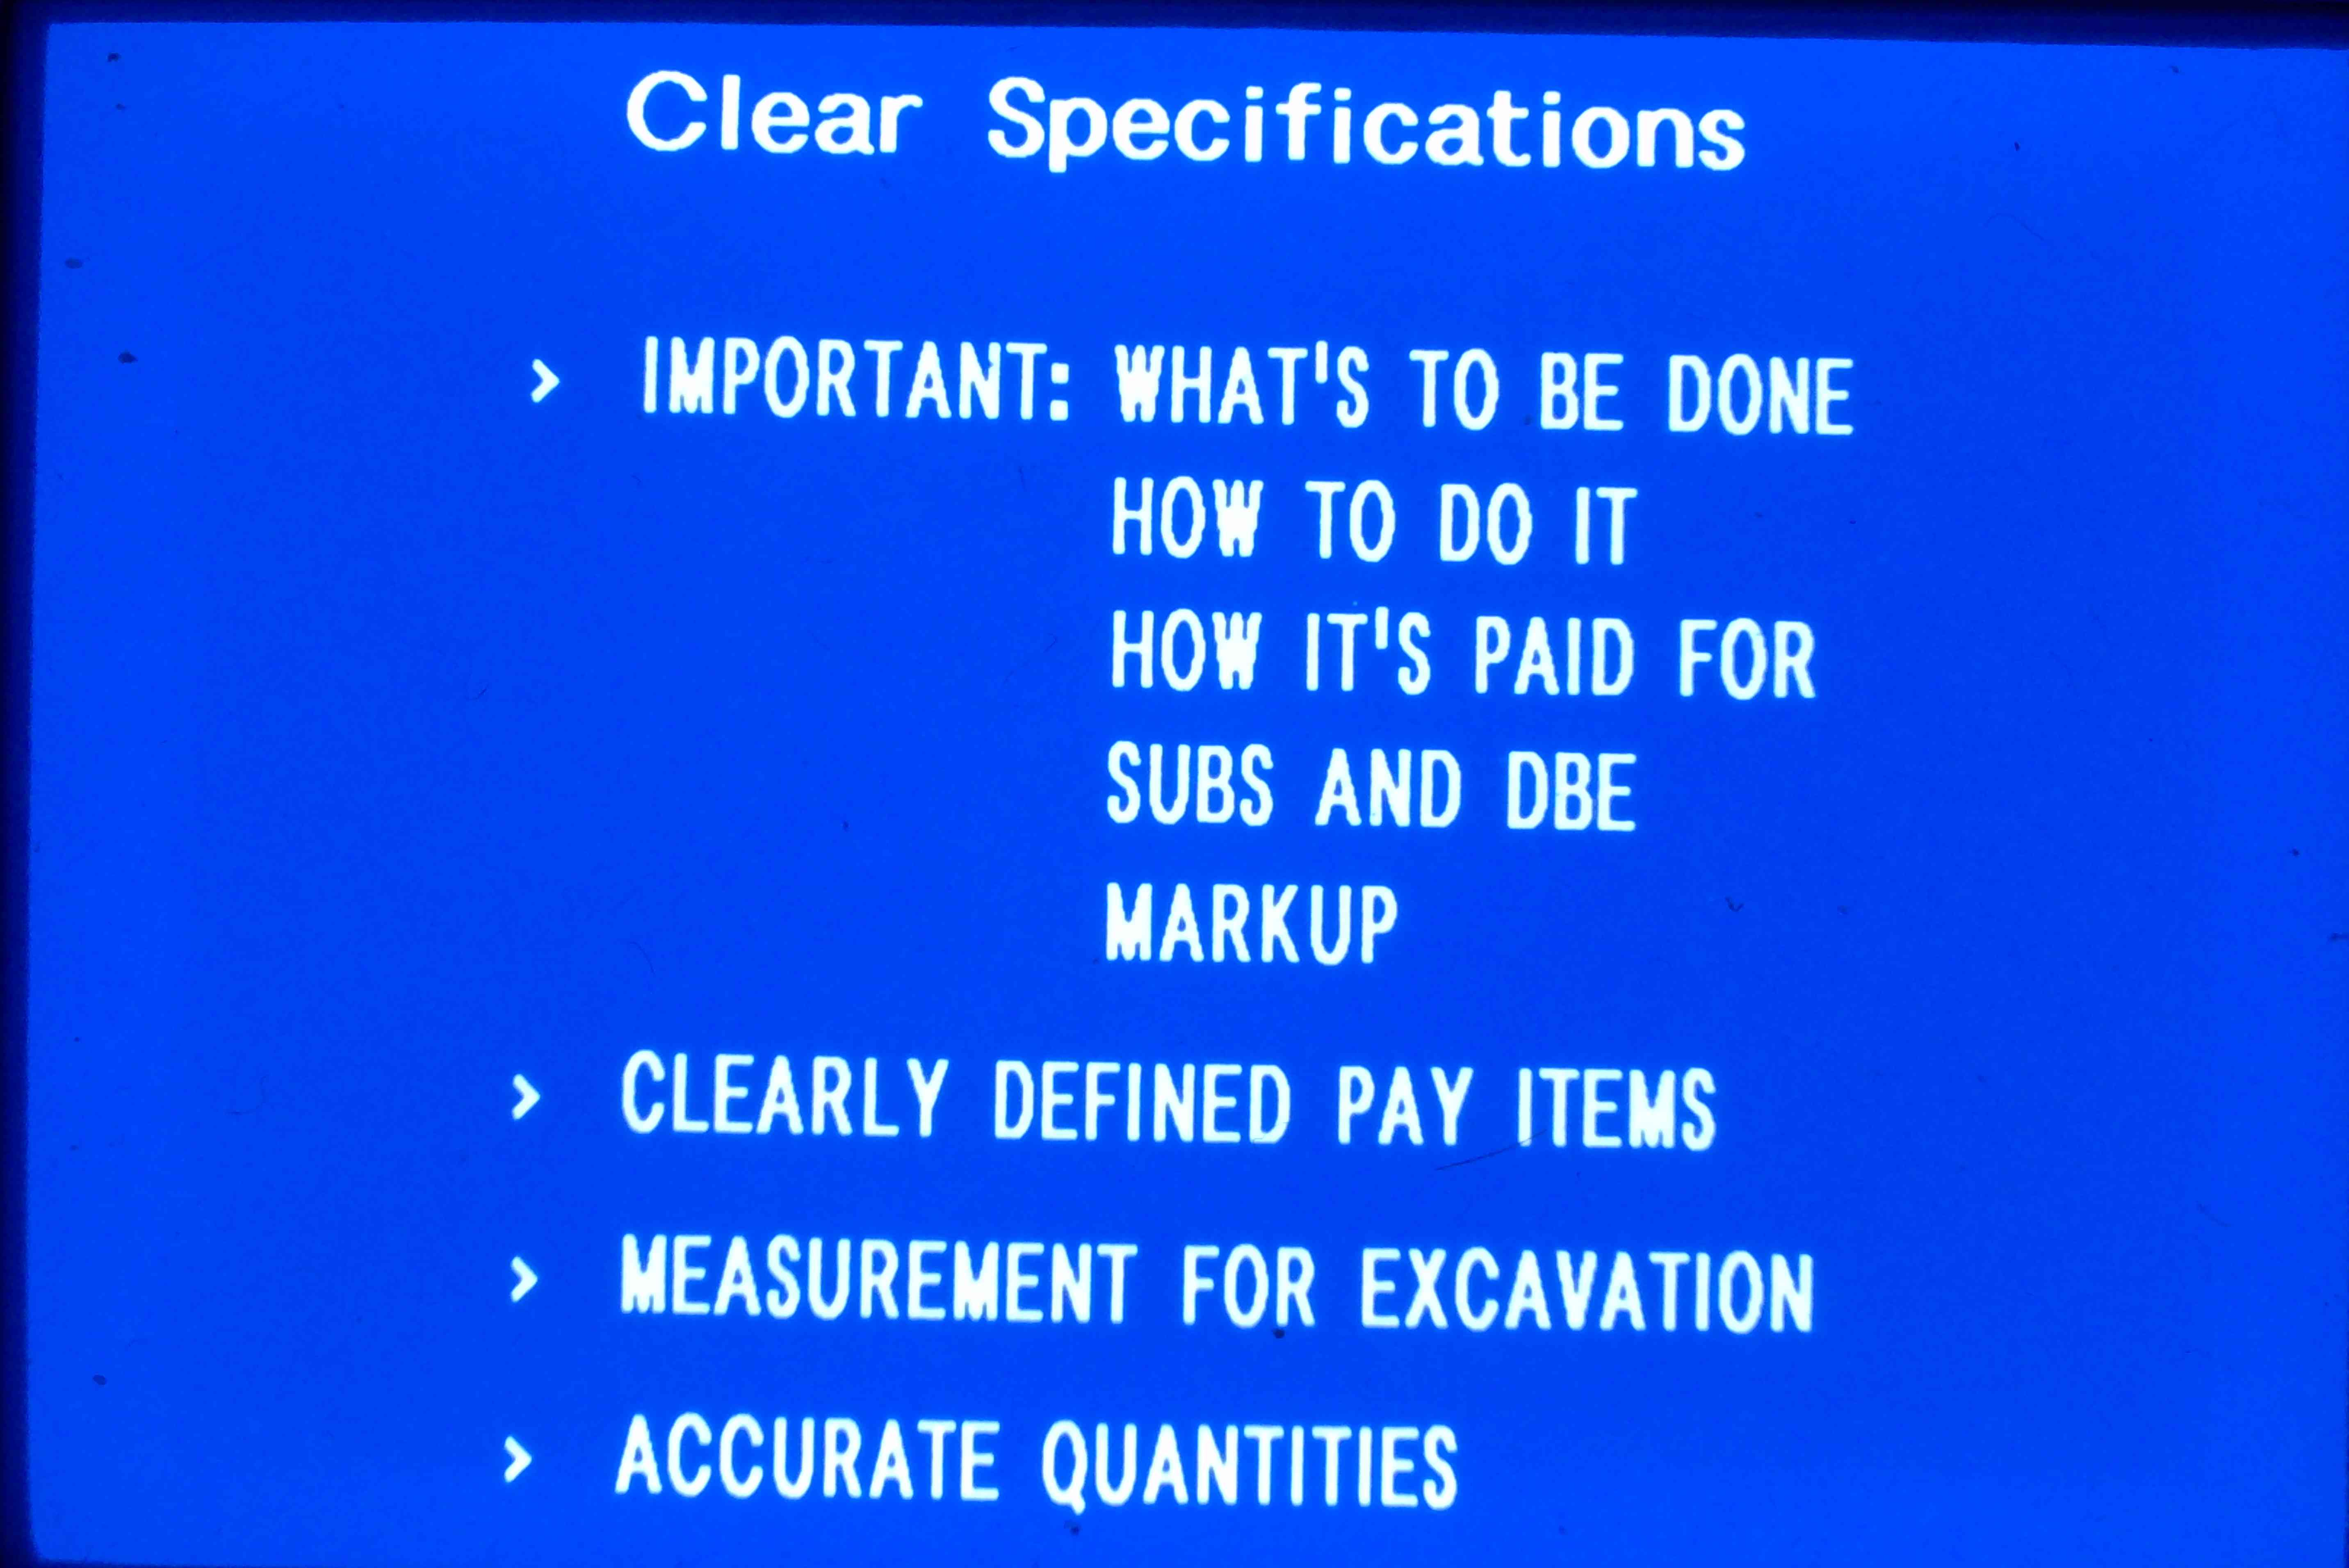 Clear Specifications
> IMPORTANT: WHAT'S TO BE DONE
HOW TO DO IT
HOW IT'S PAID FOR
SUBS AND DBE
MARKUP
> CLEARLY DEFINED PAY ITEMS
> MEASUREMENT FOR EXCAVATION
> ACCURATE QUANTITIES